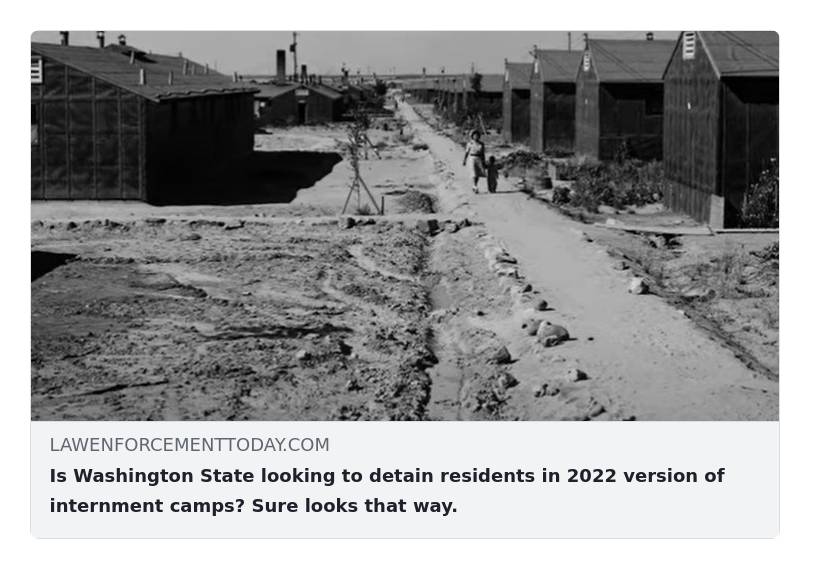 LAWENFORCEMENTTODAY.COM
Is Washington State looking to detain residents in 2022 version of
internment camps? Sure looks that way.